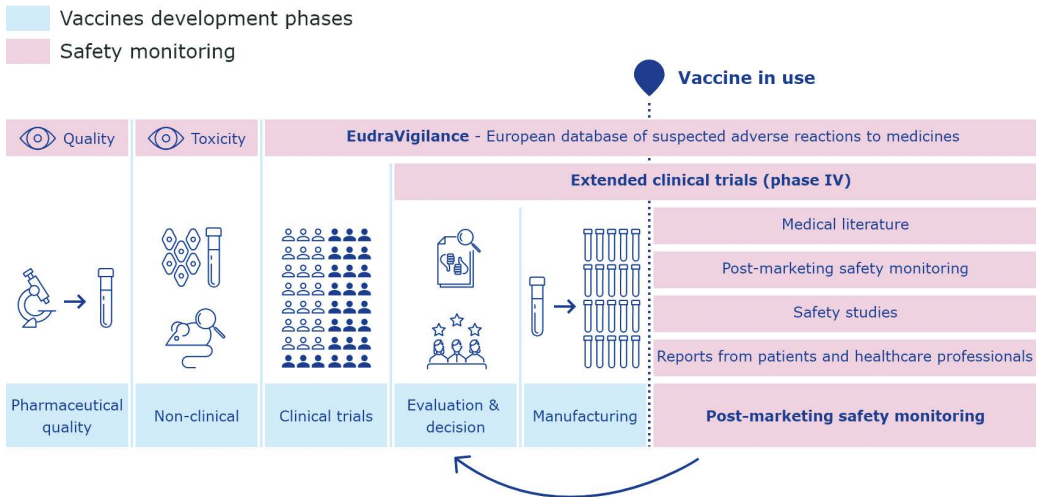 Vaccines development phases
Safety monitoring
Vaccine in use
Quality
Toxicity
EudraVigilance - European database of suspected adverse reactions to medicines
Extended clinical trials (phase IV)
Medical literature
Post-marketing safety monitoring
Safety studies
Reports from patients and healthcare professionals
Pharmaceutical
quality
Non-clinical
Clinical trials
Evaluation &
decision
Manufacturing
Post-marketing safety monitoring